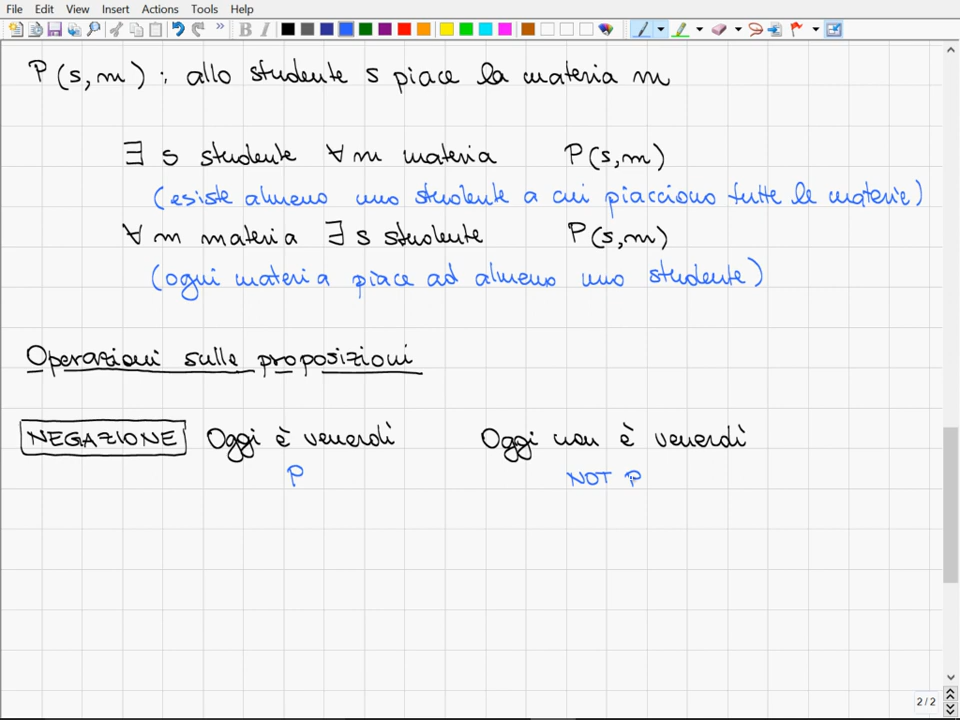 File Edit View Insert Actions Tools Help
P(s,m) : allo studente s piace la materia m
∃ s studente ∀ m materia P(s,m)
(esiste almeno uno studente a cui piacciono tutte le materie)
∀ m materia ∃ s studente P(s,m)
(ogni materia piace ad almeno uno studente)
Operazioni sulle proposizioni
NEGAZIONE Oggi è venerdì Oggi non è venerdì
P NOT P
2 / 2